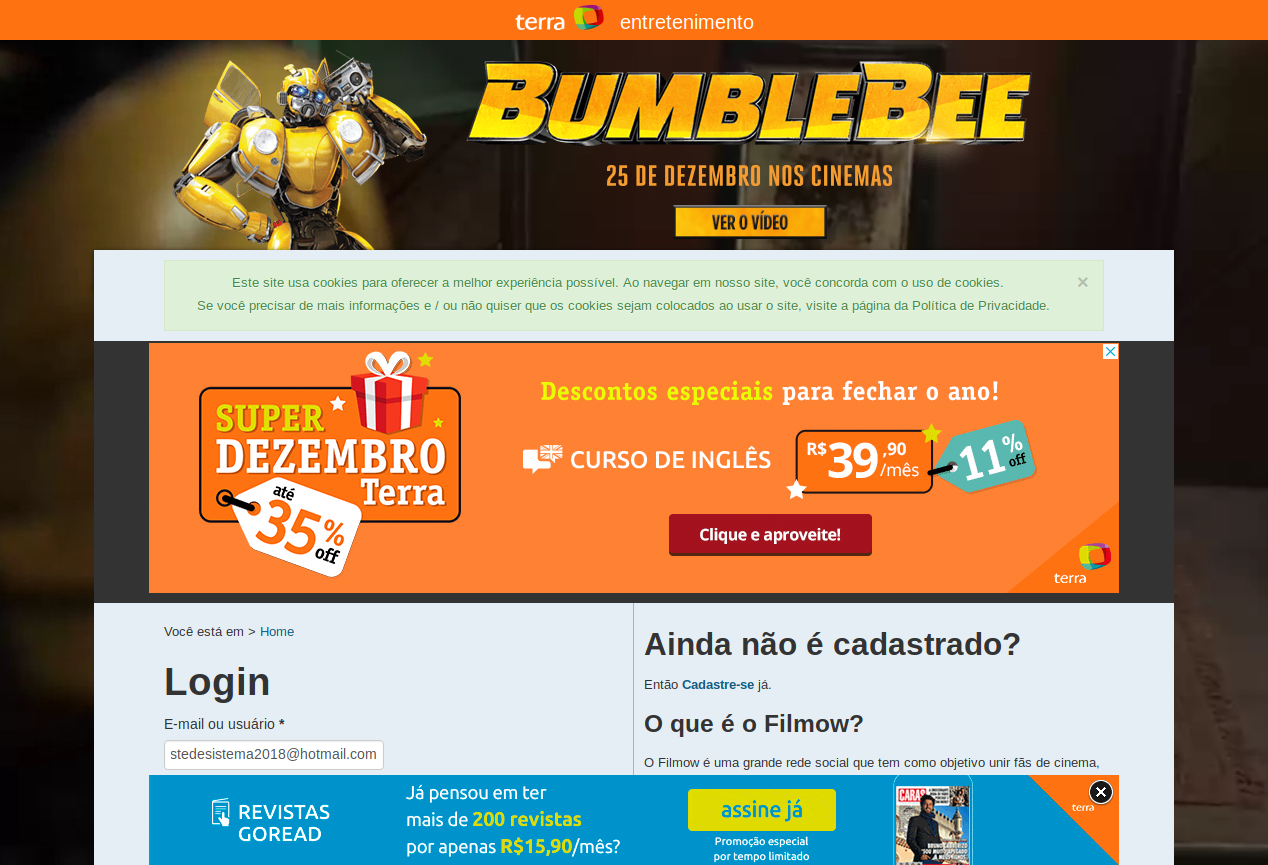 terra entretenimento
BUMBLEBEE
25 DE DEZEMBRO NOS CINEMAS
VER O VÍDEO
Este site usa cookies para oferecer a melhor experiência possível. Ao navegar em nosso site, você concorda com o uso de cookies.
×
Se você precisar de mais informações e / ou não quiser que os cookies sejam colocados ao usar o site, visite a página da Política de Privacidade.
SUPER
DEZEMBRO
Terra
até
35%
off
Descontos especiais para fechar o ano!
CURSO DE INGLÊS
R$39,90
/mês
11%
off
Clique e aproveite!
terra
Você está em > Home
Login
E-mail ou usuário *
stedesistema2018@hotmail.com
Ainda não é cadastrado?
Então Cadastre-se já.
O que é o Filmow?
O Filmow é uma grande rede social que tem como objetivo unir fãs de cinema,
REVISTAS
GOREAD
Já pensou em ter
mais de 200 revistas
por apenas R$15,90/mês?
assine já
Promoção especial
por tempo limitado
CARAS
terra